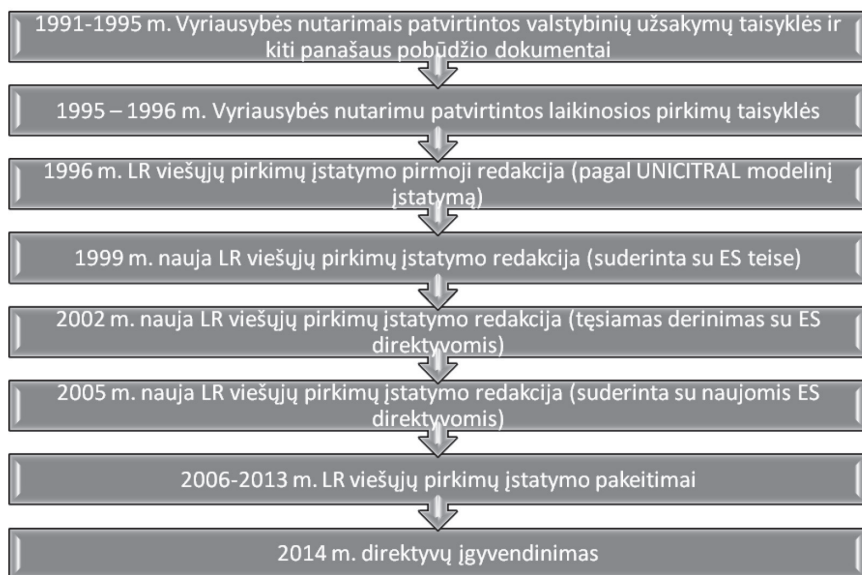 1991-1995 m. Vyriausybės nutarimais patvirtintos valstybinių užsakymų taisyklės ir
kiti panašaus pobūdžio dokumentai
1995 – 1996 m. Vyriausybės nutarimu patvirtintos laikinosios pirkimų taisyklės
1996 m. LR viešųjų pirkimų įstatymo pirmoji redakcija (pagal UNICITRAL modelinį
įstatymą)
1999 m. nauja LR viešųjų pirkimų įstatymo redakcija (suderinta su ES teise)
2002 m. nauja LR viešųjų pirkimų įstatymo redakcija (tęsiamas derinimas su ES
direktyvomis)
2005 m. nauja LR viešųjų pirkimų įstatymo redakcija (suderinta su naujomis ES
direktyvomis)
2006-2013 m. LR viešųjų pirkimų įstatymo pakeitimai
2014 m. direktyvų įgyvendinimas